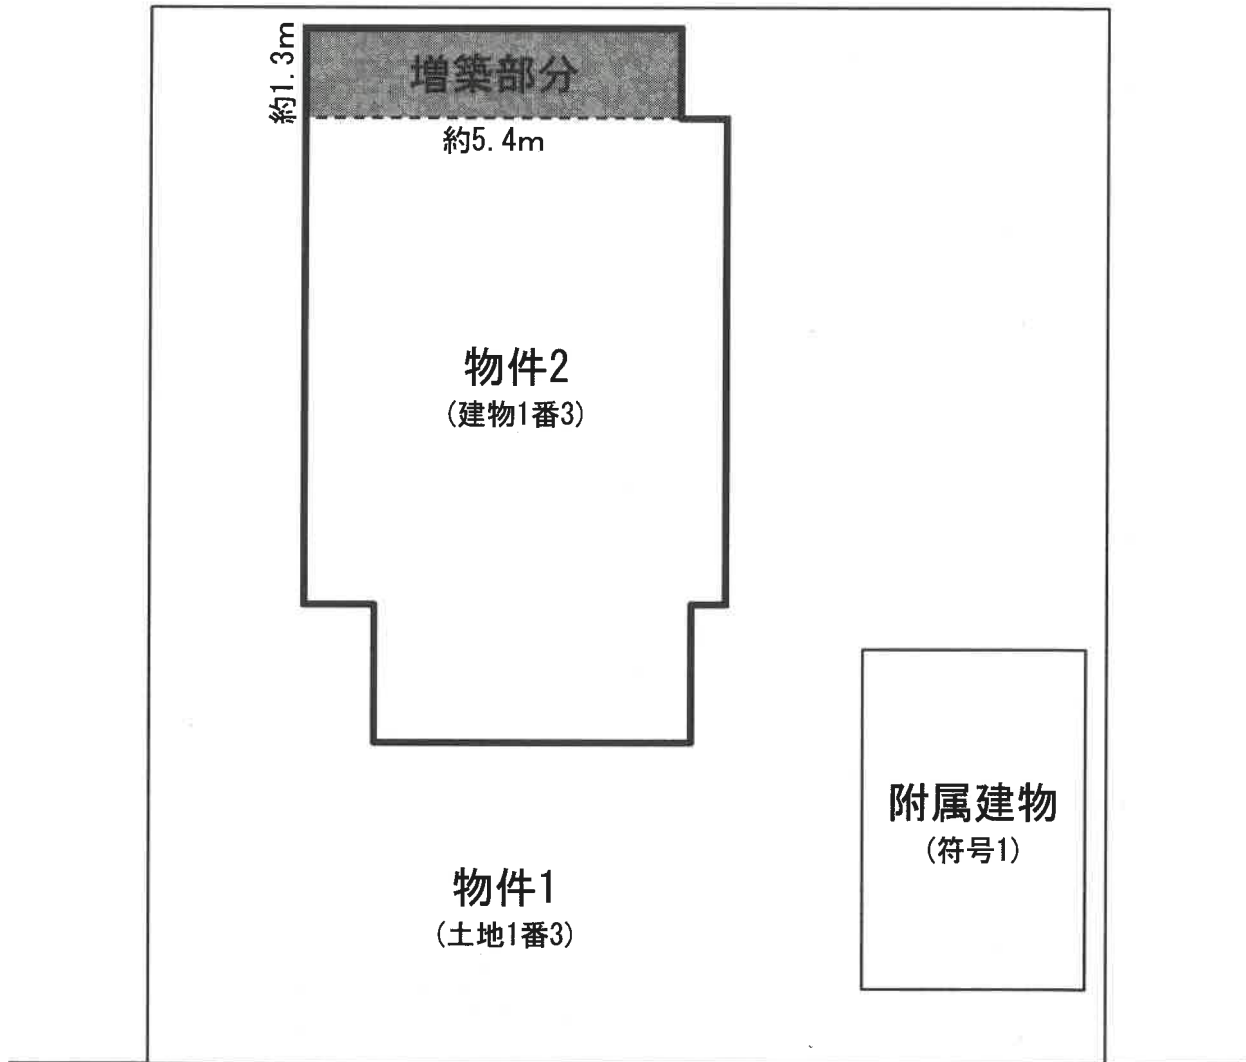 約1.3m
増築部分
約5.4m
物件2
(建物1番3)
附属建物
(符号1)
物件1
(土地1番3)